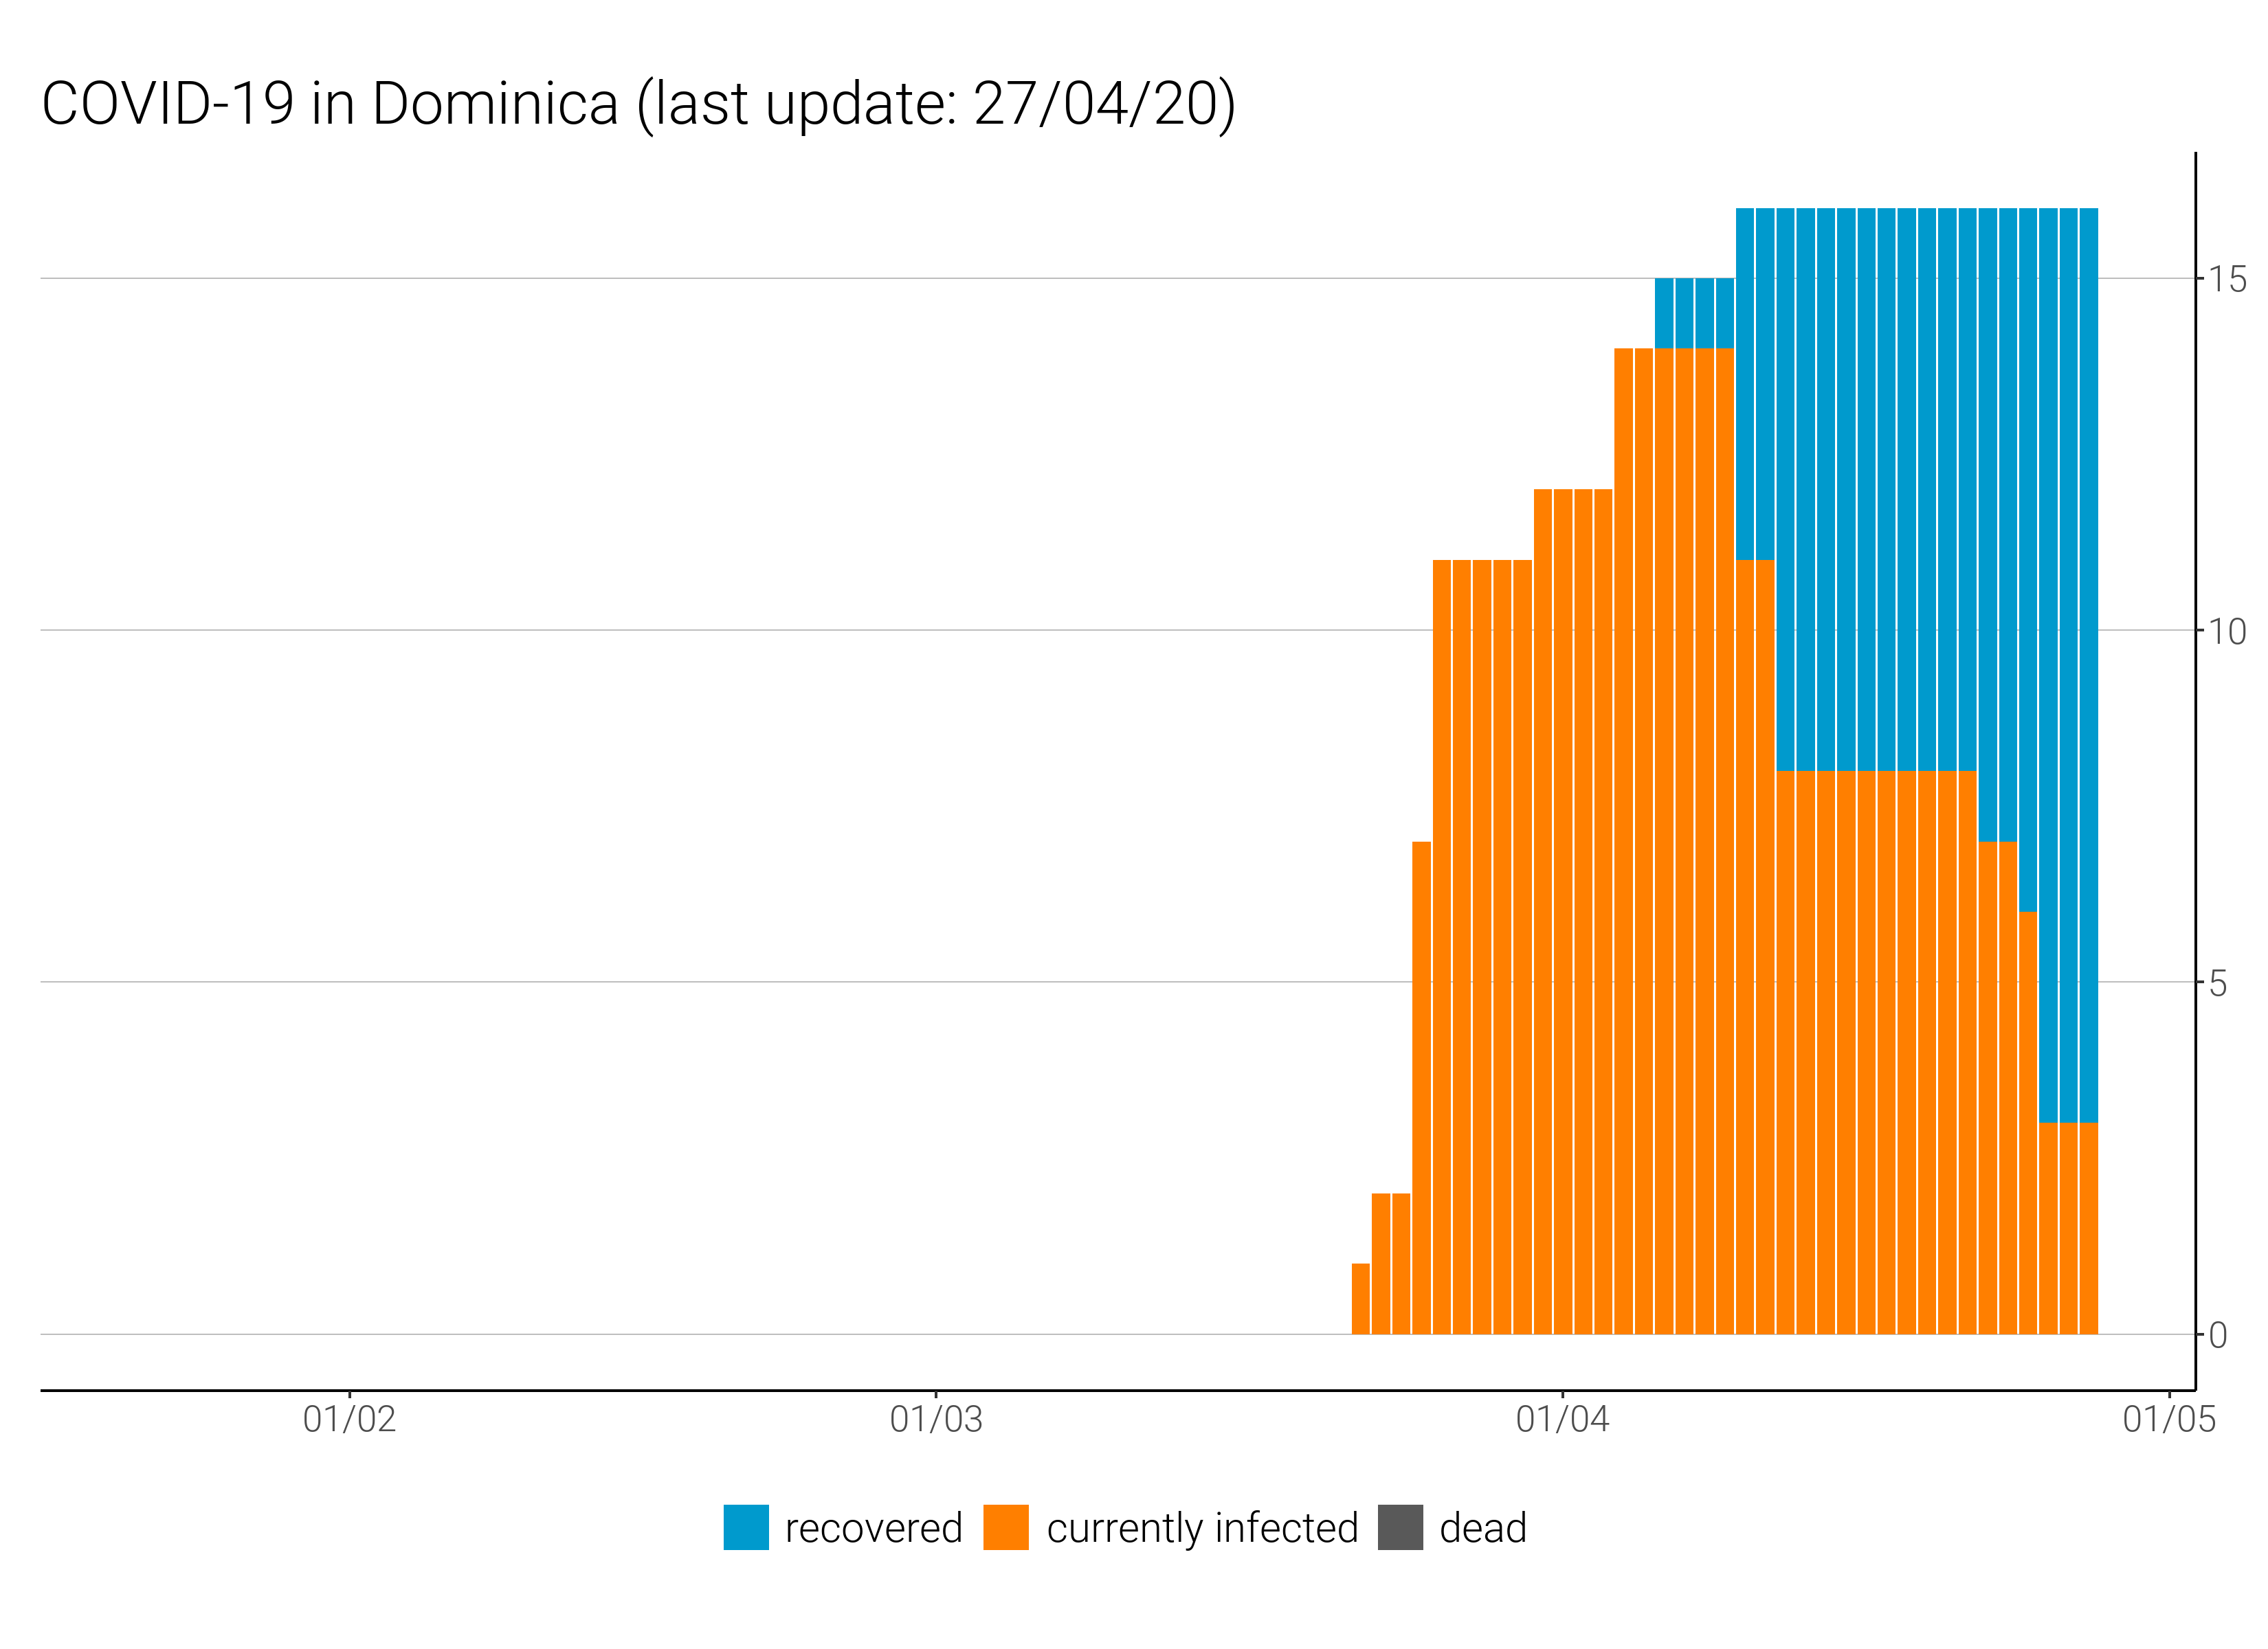 COVID-19 in Dominica (last update: 27/04/20)
15
10
5
0
01/02 01/03 01/04 01/05
recovered currently infected dead